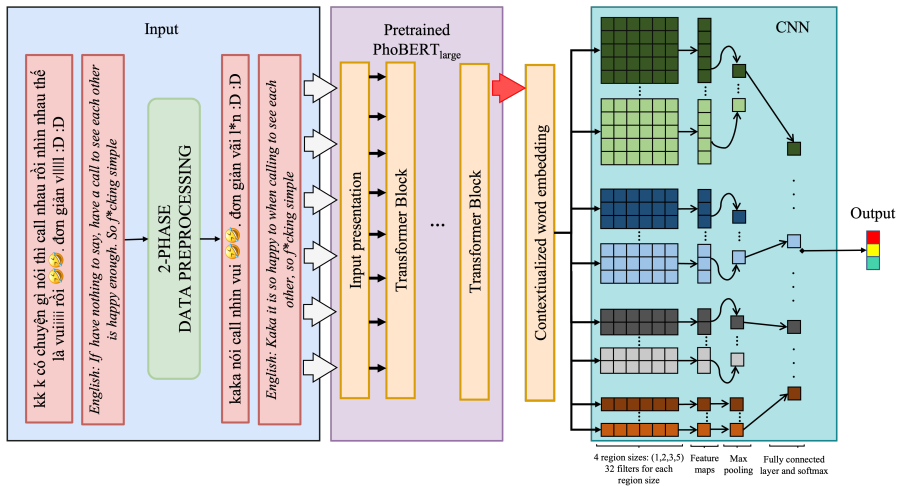 Input
kk k có chuyện gì nói thì call nhau rồi nhìn nhau thế
là vuiiiii rồi 🤣🤣. đơn giản vlllll :D :D
English: If have nothing to say, have a call to see each other
is happy enough. So f*cking simple
2-PHASE
DATA PREPROCESSING
kaka nói call nhìn vui 🤣🤣. đơn giản vãi l*n :D :D
English: Kaka it is so happy to when calling to see each
other, so f*cking simple
Pretrained
PhoBERTlarge
Input presentation
Transformer Block
...
Transformer Block
Contextiualized word embedding
CNN
Output
4 region sizes: (1,2,3,5)
32 filters for each
region size
Feature
maps
Max
pooling
Fully connected
layer and softmax